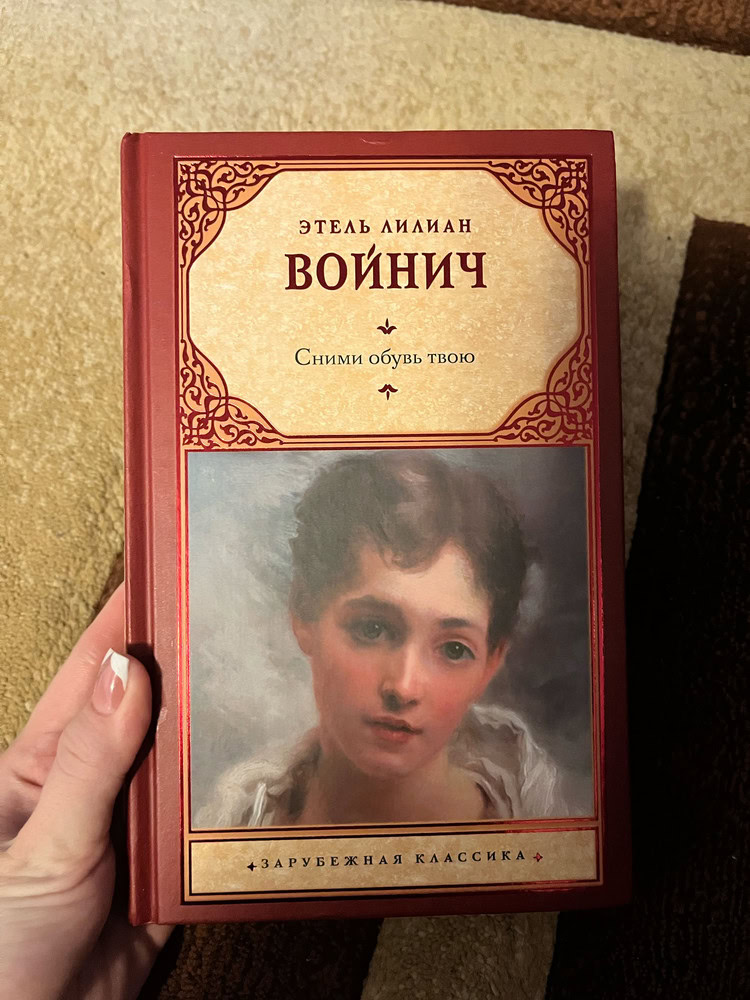 ЭТЕЛЬ ЛИЛИАН
ВОЙНИЧ
Сними обувь твою
ЗАРУБЕЖНАЯ КЛАССИКА